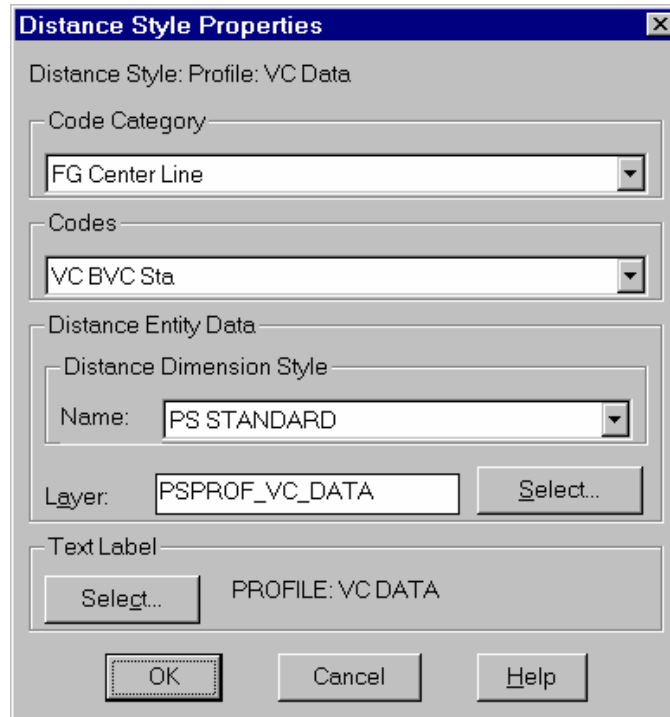 Distance Style Properties
Distance Style: Profile: VC Data
Code Category
FG Center Line
Codes
VC BVC Sta
Distance Entity Data
Distance Dimension Style
Name: PS STANDARD
Layer: PSPROF_VC_DATA Select...
Text Label
Select... PROFILE: VC DATA
OK Cancel Help